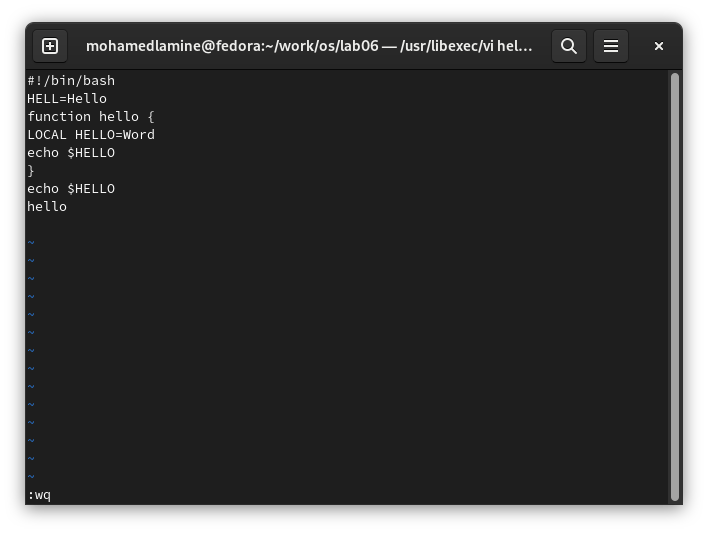 mohamedlamine@fedora:~/work/os/lab06 — /usr/libexec/vi hel…
#!/bin/bash
HELL=Hello
function hello {
LOCAL HELLO=Word
echo $HELLO
}
echo $HELLO
hello
~
~
~
~
~
~
~
~
~
~
~
~
~
~
:wq